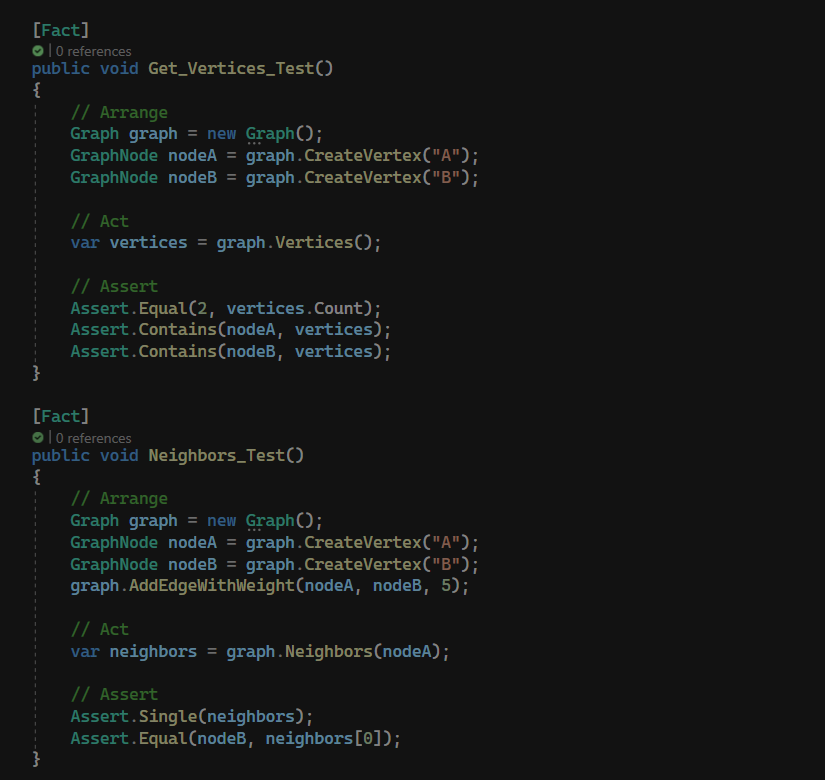 [Fact]
| 0 references
public void Get_Vertices_Test()
{
    // Arrange
    Graph graph = new Graph();
    GraphNode nodeA = graph.CreateVertex("A");
    GraphNode nodeB = graph.CreateVertex("B");

    // Act
    var vertices = graph.Vertices();

    // Assert
    Assert.Equal(2, vertices.Count);
    Assert.Contains(nodeA, vertices);
    Assert.Contains(nodeB, vertices);
}

[Fact]
| 0 references
public void Neighbors_Test()
{
    // Arrange
    Graph graph = new Graph();
    GraphNode nodeA = graph.CreateVertex("A");
    GraphNode nodeB = graph.CreateVertex("B");
    graph.AddEdgeWithWeight(nodeA, nodeB, 5);

    // Act
    var neighbors = graph.Neighbors(nodeA);

    // Assert
    Assert.Single(neighbors);
    Assert.Equal(nodeB, neighbors[0]);
}